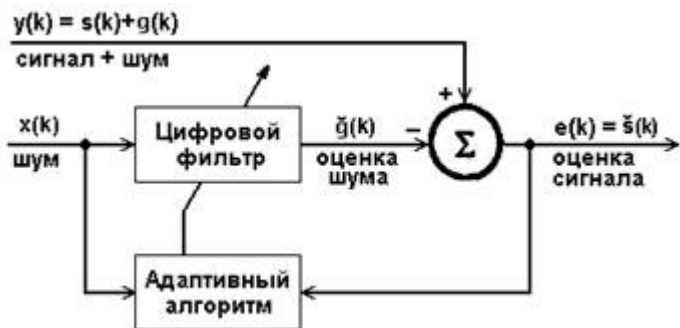 y(k) = s(k)+g(k)
сигнал + шум
+
x(k)
шум
Цифровой
фильтр
ğ(k)
оценка
шума
-
Σ
e(k) = š(k)
оценка
сигнала
Адаптивный
алгоритм